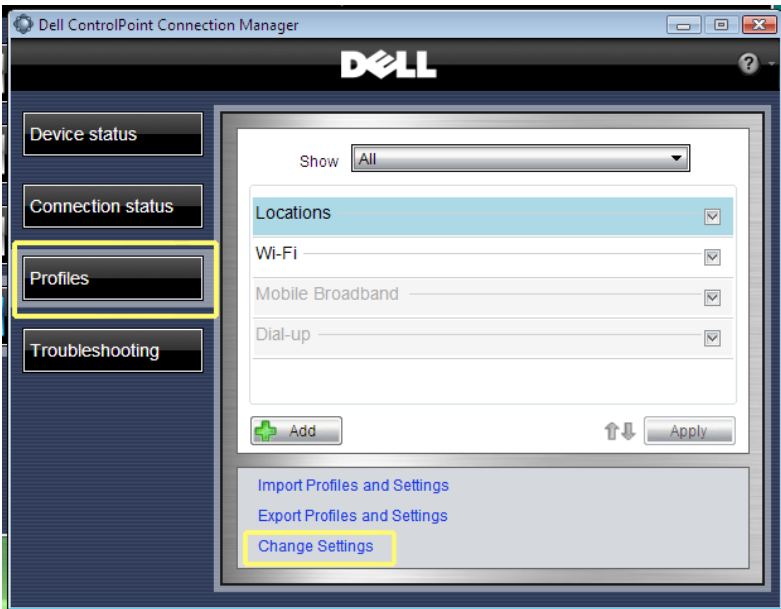 Dell ControlPoint Connection Manager
DELL
?
Device status
Connection status
Profiles
Troubleshooting
Show All
Locations
Wi-Fi
Mobile Broadband
Dial-up
Add
Apply
Import Profiles and Settings
Export Profiles and Settings
Change Settings